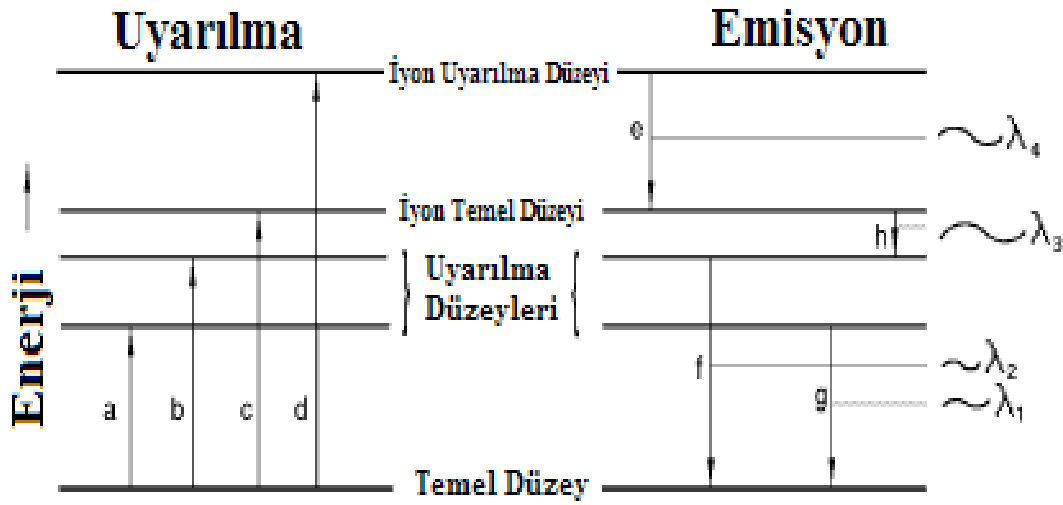 Uyarılma
Emisyon
İyon Uyarılma Düzeyi
e
λ₄
İyon Temel Düzeyi
h
λ₃
Uyarılma
Düzeyleri
Enerji
a
b
c
d
f
λ₂
g
λ₁
Temel Düzey